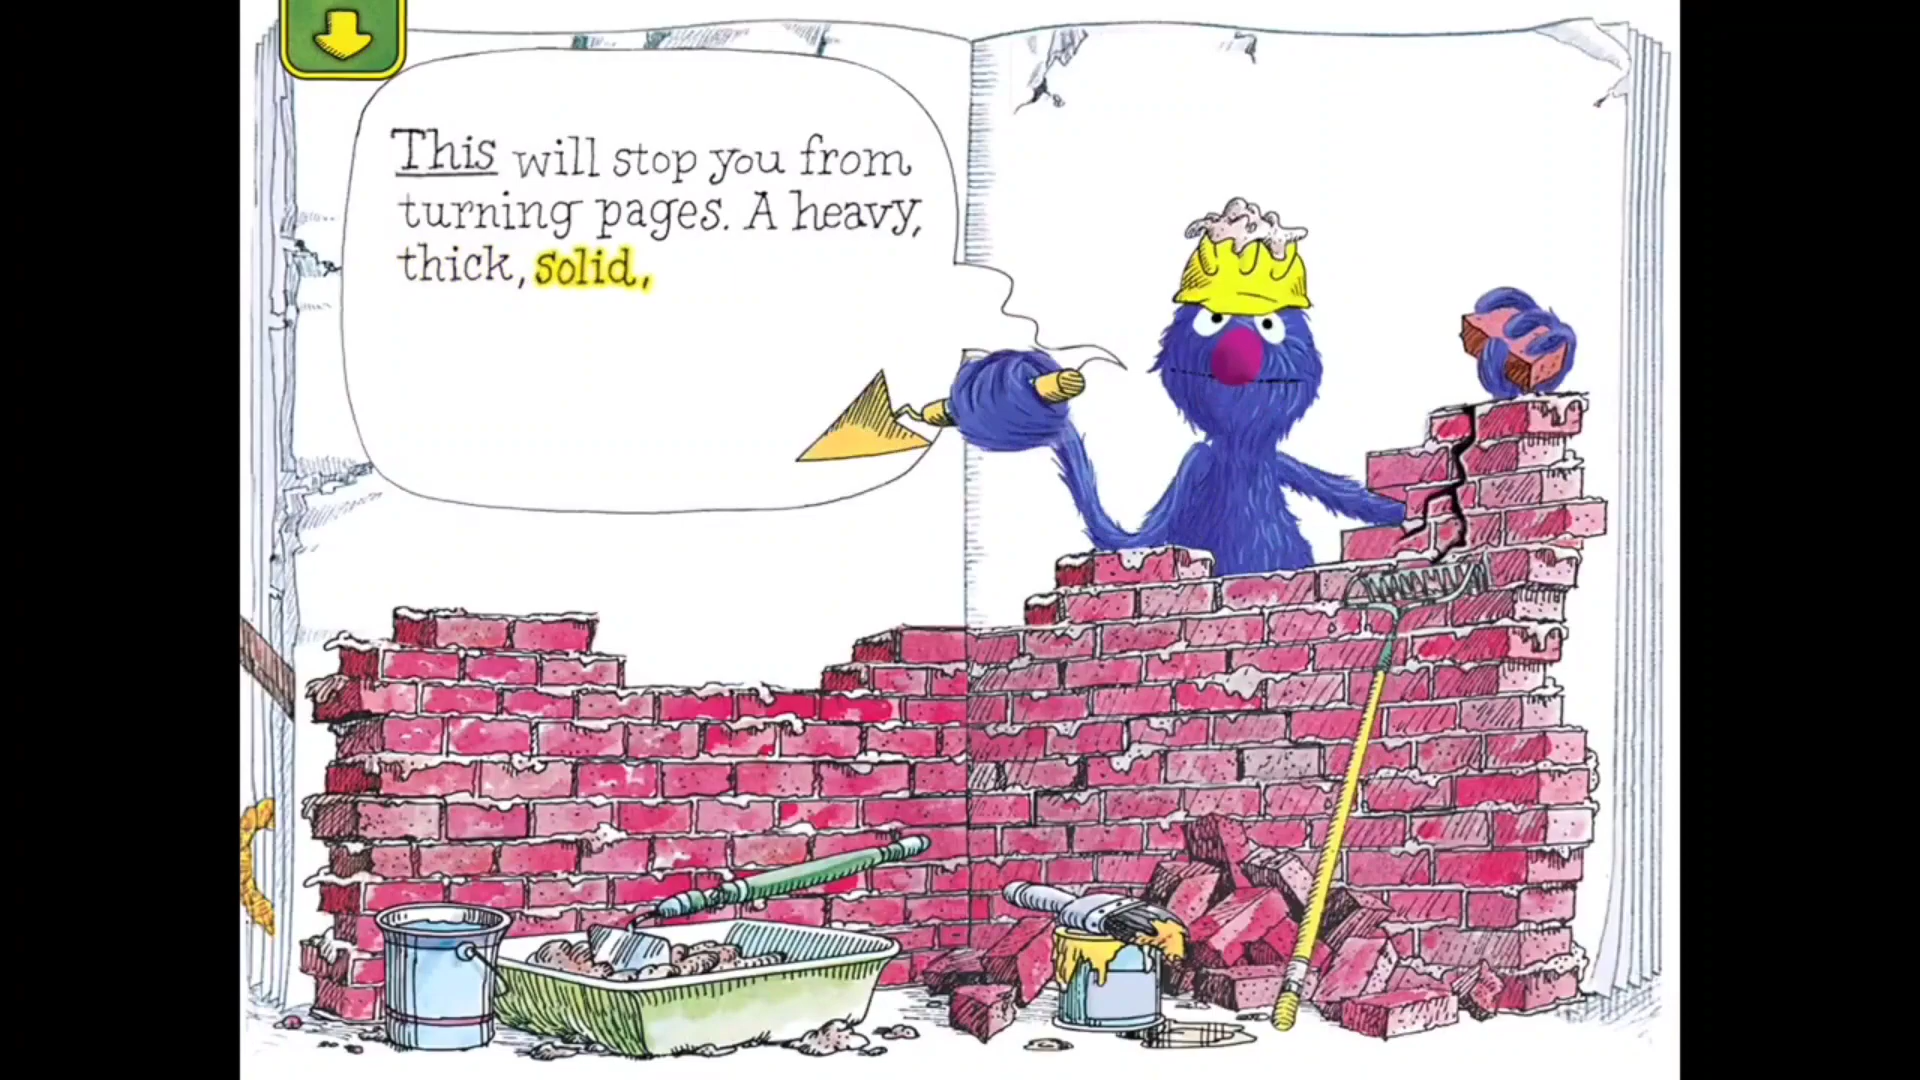 This will stop you from
turning pages. A heavy,
thick, solid,